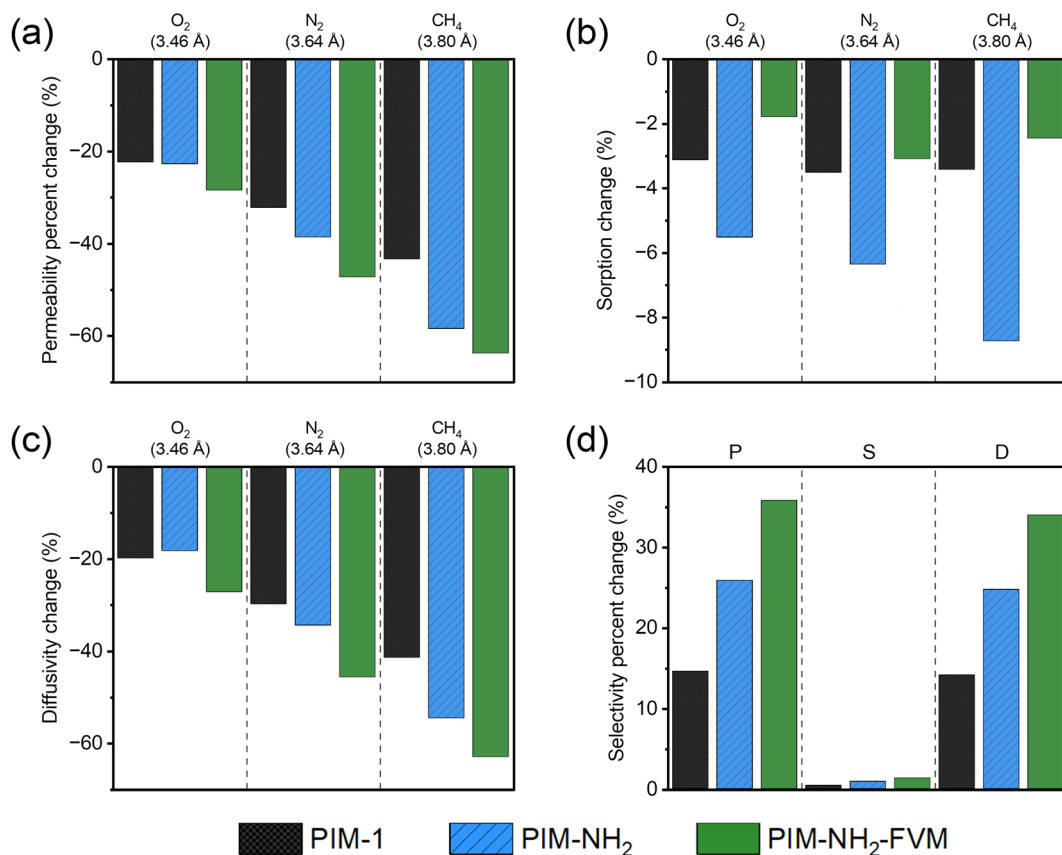 (a)
O₂ N₂ CH₄
(3.46 Å) (3.64 Å) (3.80 Å)
0
−20
−40
−60
Permeability percent change (%)
(b)
O₂ N₂ CH₄
(3.46 Å) (3.64 Å) (3.80 Å)
0
−2
−4
−6
−8
−10
Sorption change (%)
(c)
O₂ N₂ CH₄
(3.46 Å) (3.64 Å) (3.80 Å)
0
−20
−40
−60
Diffusivity change (%)
(d)
P S D
40
30
20
10
0
Selectivity percent change (%)
PIM-1 PIM-NH₂ PIM-NH₂-FVM